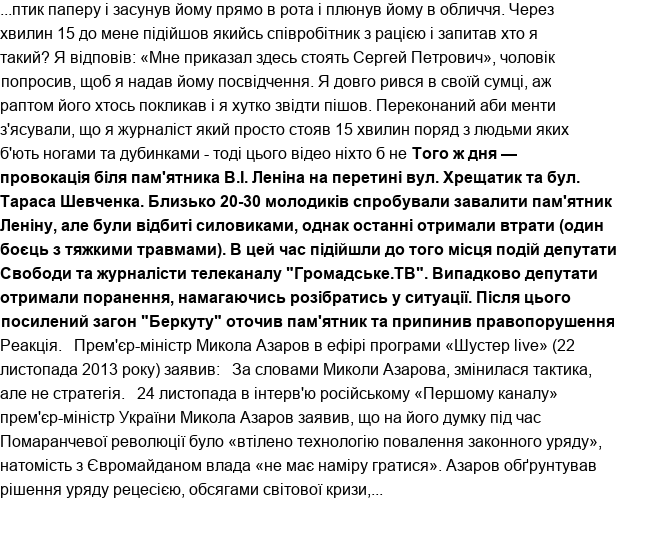 ...птик паперу і засунув йому прямо в рота і плюнув йому в обличчя. Через
хвилин 15 до мене підійшов якийсь співробітник з рацією і запитав хто я
такий? Я відповів: «Мне приказал здесь стоять Сергей Петрович», чоловік
попросив, щоб я надав йому посвідчення. Я довго рився в своїй сумці, аж
раптом його хтось покликав і я хутко звідти пішов. Переконаний аби менти
з'ясували, що я журналіст який просто стояв 15 хвилин поряд з людьми яких
б'ють ногами та дубинками - тоді цього відео ніхто б не Того ж дня —
провокація біля пам'ятника В.І. Леніна на перетині вул. Хрещатик та бул.
Тараса Шевченка. Близько 20-30 молодиків спробували завалити пам'ятник
Леніну, але були відбиті силовиками, однак останні отримали втрати (один
боєць з тяжкими травмами). В цей час підійшли до того місця подій депутати
Свободи та журналісти телеканалу "Громадське.ТВ". Випадково депутати
отримали поранення, намагаючись розібратись у ситуації. Після цього
посилений загон "Беркуту" оточив пам'ятник та припинив правопорушення
Реакція.   Прем'єр-міністр Микола Азаров в ефірі програми «Шустер live» (22
листопада 2013 року) заявив:   За словами Миколи Азарова, змінилася тактика,
але не стратегія.   24 листопада в інтерв'ю російському «Першому каналу»
прем'єр-міністр України Микола Азаров заявив, що на його думку під час
Помаранчевої революції було «втілено технологію повалення законного уряду»,
натомість з Євромайданом влада «не має наміру гратися». Азаров обґрунтував
рішення уряду рецесією, обсягами світової кризи,...